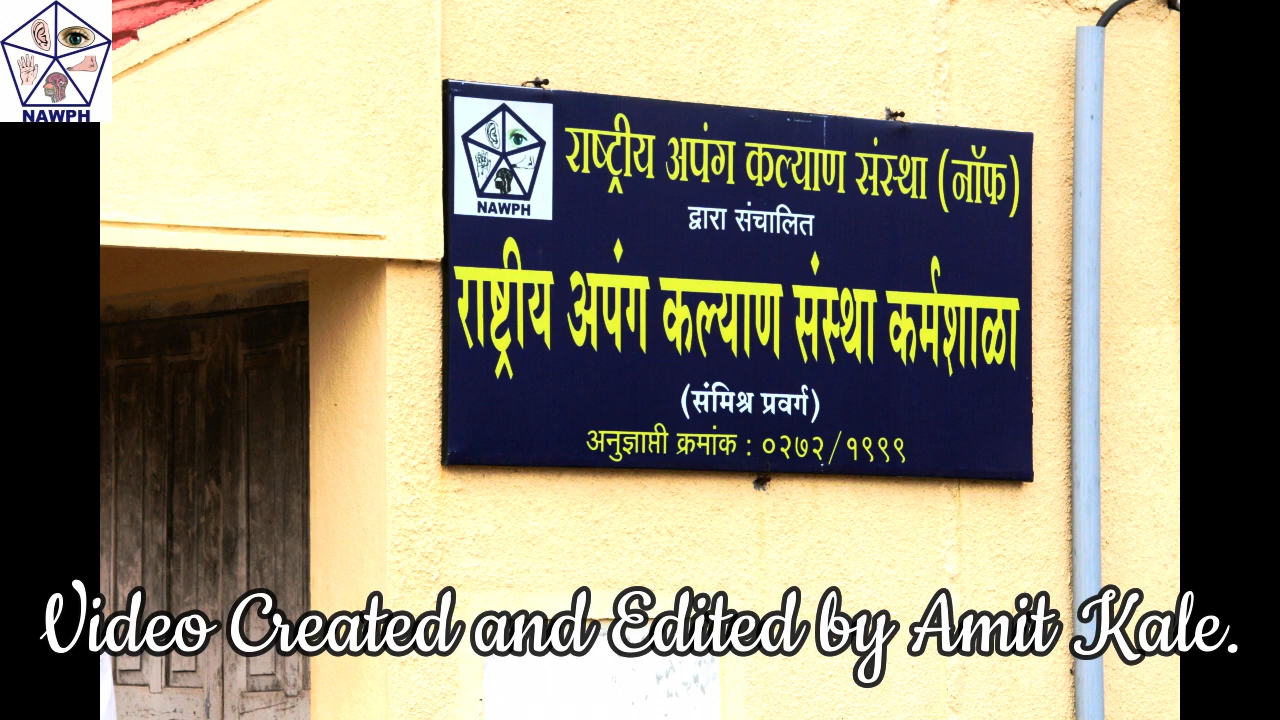 NAWPH
NAWPH
राष्ट्रीय अपंग कल्याण संस्था (नॉफ)
द्वारा संचालित
राष्ट्रीय अपंग कल्याण संस्था कर्मशाळा
(संमिश्र प्रवर्ग)
अनुज्ञाप्ती क्रमांक : ०२७२/१९९९
Video Created and Edited by Amit Kale.